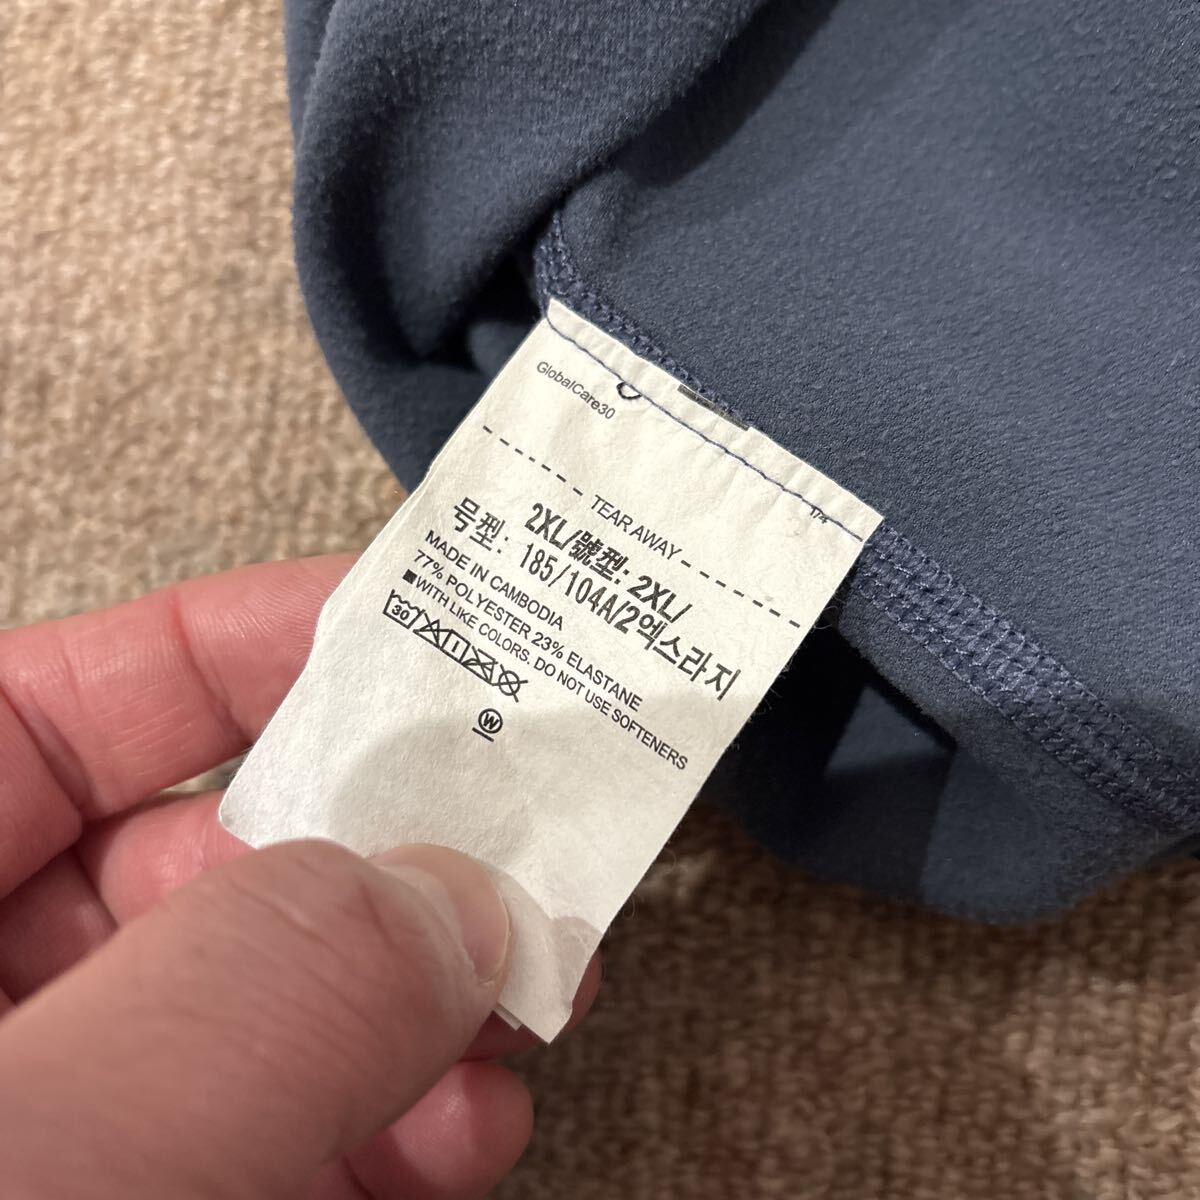 GlobalCare30
TEAR AWAY
2XL/號型: 2XL/
号型: 185/104A/2엑스라지
MADE IN CAMBODIA
77% POLYESTER 23% ELASTANE
■WITH LIKE COLORS. DO NOT USE SOFTENERS
30
W